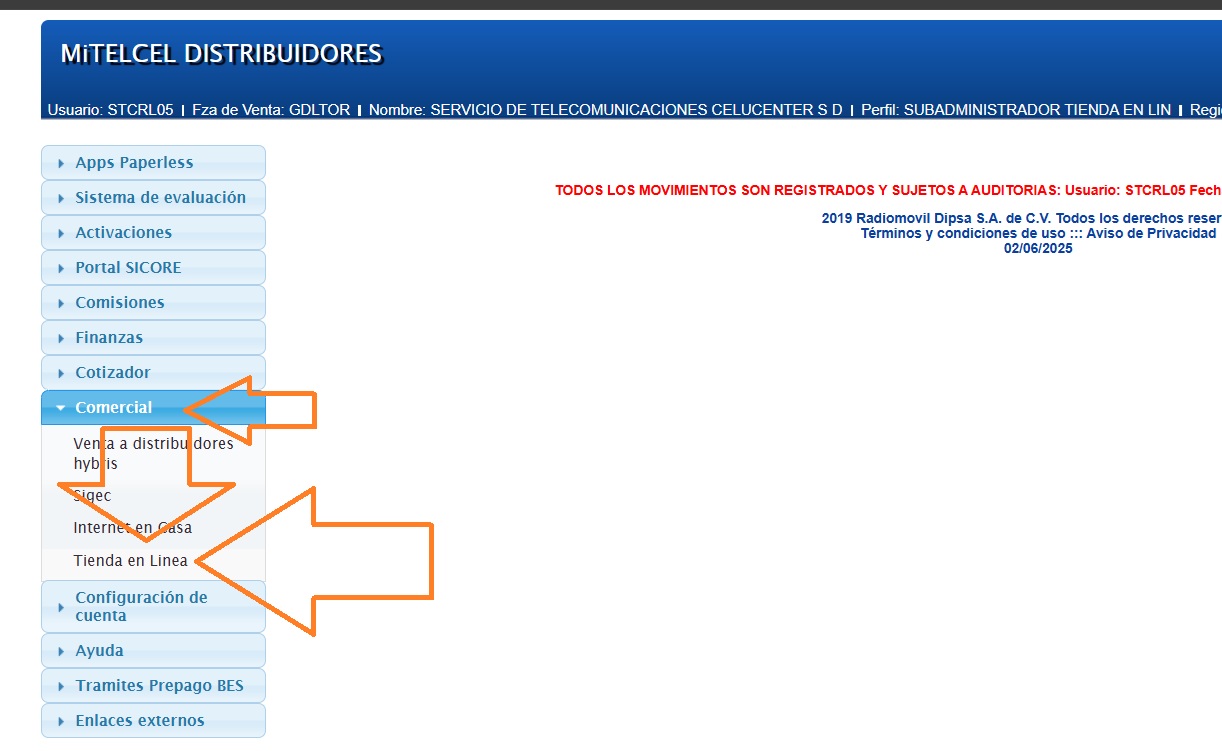 MiTELCEL DISTRIBUIDORES
Usuario: STCRL05 | Fza de Venta: GDLTOR | Nombre: SERVICIO DE TELECOMUNICACIONES CELUCENTER S D | Perfil: SUBADMINISTRADOR TIENDA EN LIN | Regi
Apps Paperless
Sistema de evaluación
Activaciones
Portal SICORE
Comisiones
Finanzas
Cotizador
Comercial
Venta a distribuidores
hybris
Sigec
Internet en Casa
Tienda en Linea
Configuración de
cuenta
Ayuda
Tramites Prepago BES
Enlaces externos
TODOS LOS MOVIMIENTOS SON REGISTRADOS Y SUJETOS A AUDITORIAS: Usuario: STCRL05 Fech
2019 Radiomovil Dipsa S.A. de C.V. Todos los derechos reser
Términos y condiciones de uso ::: Aviso de Privacidad
02/06/2025